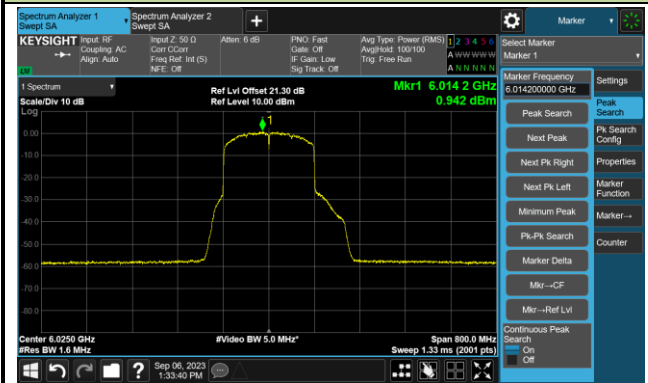 Spectrum Analyzer 1
Swept SA
Spectrum Analyzer 2
Swept SA
+
Marker
KEYSIGHT
Input: RF
Coupling: AC
Align: Auto
Input Z: 50 Ω
Corr CCorr
Freq Ref: Int (S)
NFE: Off
Atten: 6 dB
PNO: Fast
Gate: Off
IF Gain: Low
Sig Track: Off
Avg Type: Power (RMS)
Avg|Hold: 100/100
Trig: Free Run
1 2 3 4 5 6
A W W W W W
A N N N N N
LXI
Select Marker
Marker 1
1 Spectrum
Scale/Div 10 dB
Log
Ref Lvl Offset 21.30 dB
Ref Level 10.00 dBm
Mkr1 6.014 2 GHz
0.942 dBm
1
0.00
-10.0
-20.0
-30.0
-40.0
-50.0
-60.0
-70.0
-80.0
Center 6.0250 GHz
#Res BW 1.6 MHz
#Video BW 5.0 MHz*
Span 800.0 MHz
Sweep 1.33 ms (2001 pts)
Marker Frequency
6.014200000 GHz
Peak Search
Next Peak
Next Pk Right
Next Pk Left
Minimum Peak
Pk-Pk Search
Marker Delta
Mkr→CF
Mkr→Ref Lvl
Continuous Peak
Search
On
Off
Settings
Peak
Search
Pk Search
Config
Properties
Marker
Function
Marker→
Counter
?
Sep 06, 2023
1:33:40 PM